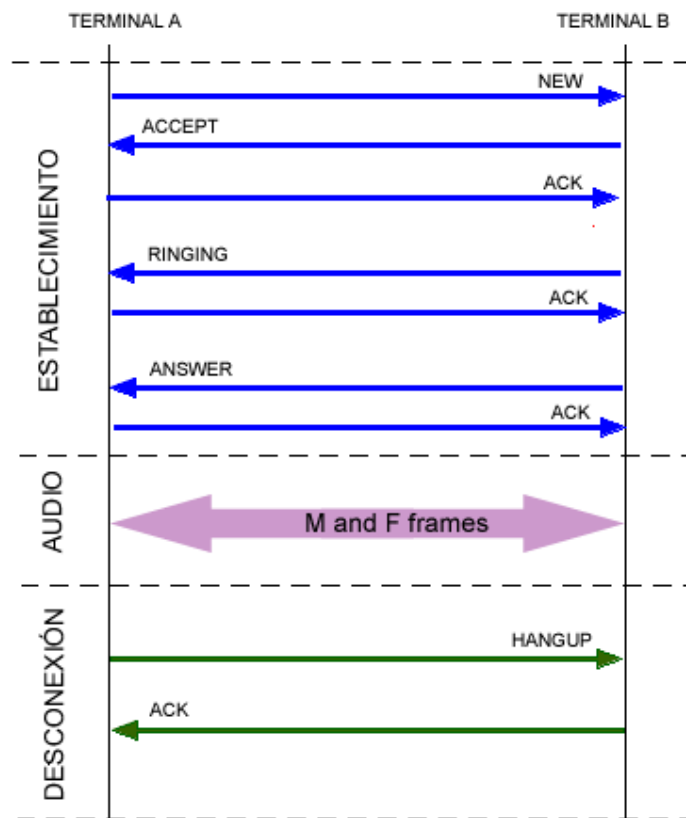 TERMINAL A
TERMINAL B
ESTABLECIMIENTO
NEW
ACCEPT
ACK
RINGING
ACK
ANSWER
ACK
AUDIO
M and F frames
DESCONEXIÓN
HANGUP
ACK